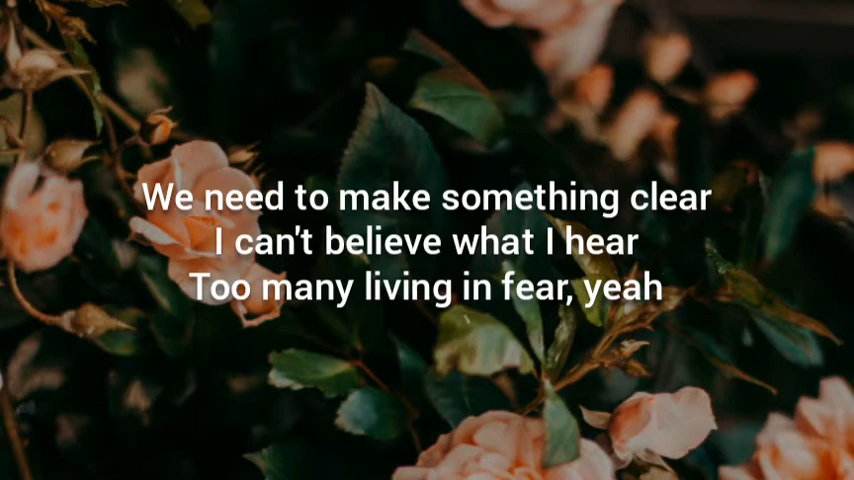 We need to make something clear
I can't believe what I hear
Too many living in fear, yeah